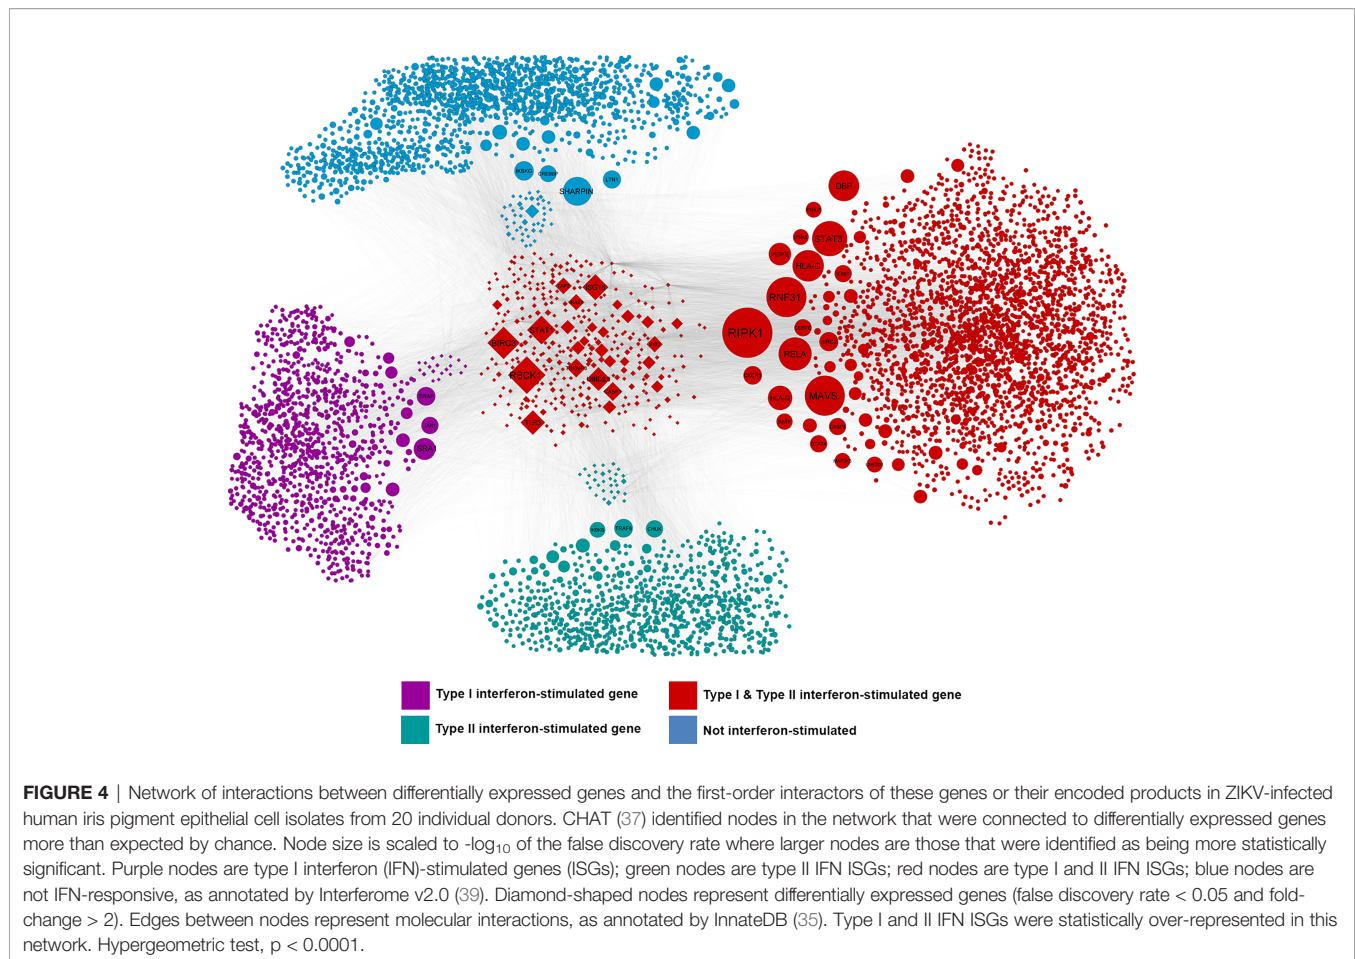 IKBKG
CREBBP
SHARPIN
LTN1
DEP
STAT3
HLA-C
RNF31
RIPK1
RELA
MAVS
HLA-G
ISG15
STAT1
BIRC3
RBCK1
TLR3
TRAF6
CHUK
SRA1
Type I interferon-stimulated gene
Type I & Type II interferon-stimulated gene
Type II interferon-stimulated gene
Not interferon-stimulated
FIGURE 4 | Network of interactions between differentially expressed genes and the first-order interactors of these genes or their encoded products in ZIKV-infected
human iris pigment epithelial cell isolates from 20 individual donors. CHAT (37) identified nodes in the network that were connected to differentially expressed genes
more than expected by chance. Node size is scaled to -log10 of the false discovery rate where larger nodes are those that were identified as being more statistically
significant. Purple nodes are type I interferon (IFN)-stimulated genes (ISGs); green nodes are type II IFN ISGs; red nodes are type I and II IFN ISGs; blue nodes are
not IFN-responsive, as annotated by Interferome v2.0 (39). Diamond-shaped nodes represent differentially expressed genes (false discovery rate < 0.05 and fold-
change > 2). Edges between nodes represent molecular interactions, as annotated by InnateDB (35). Type I and II IFN ISGs were statistically over-represented in this
network. Hypergeometric test, p < 0.0001.